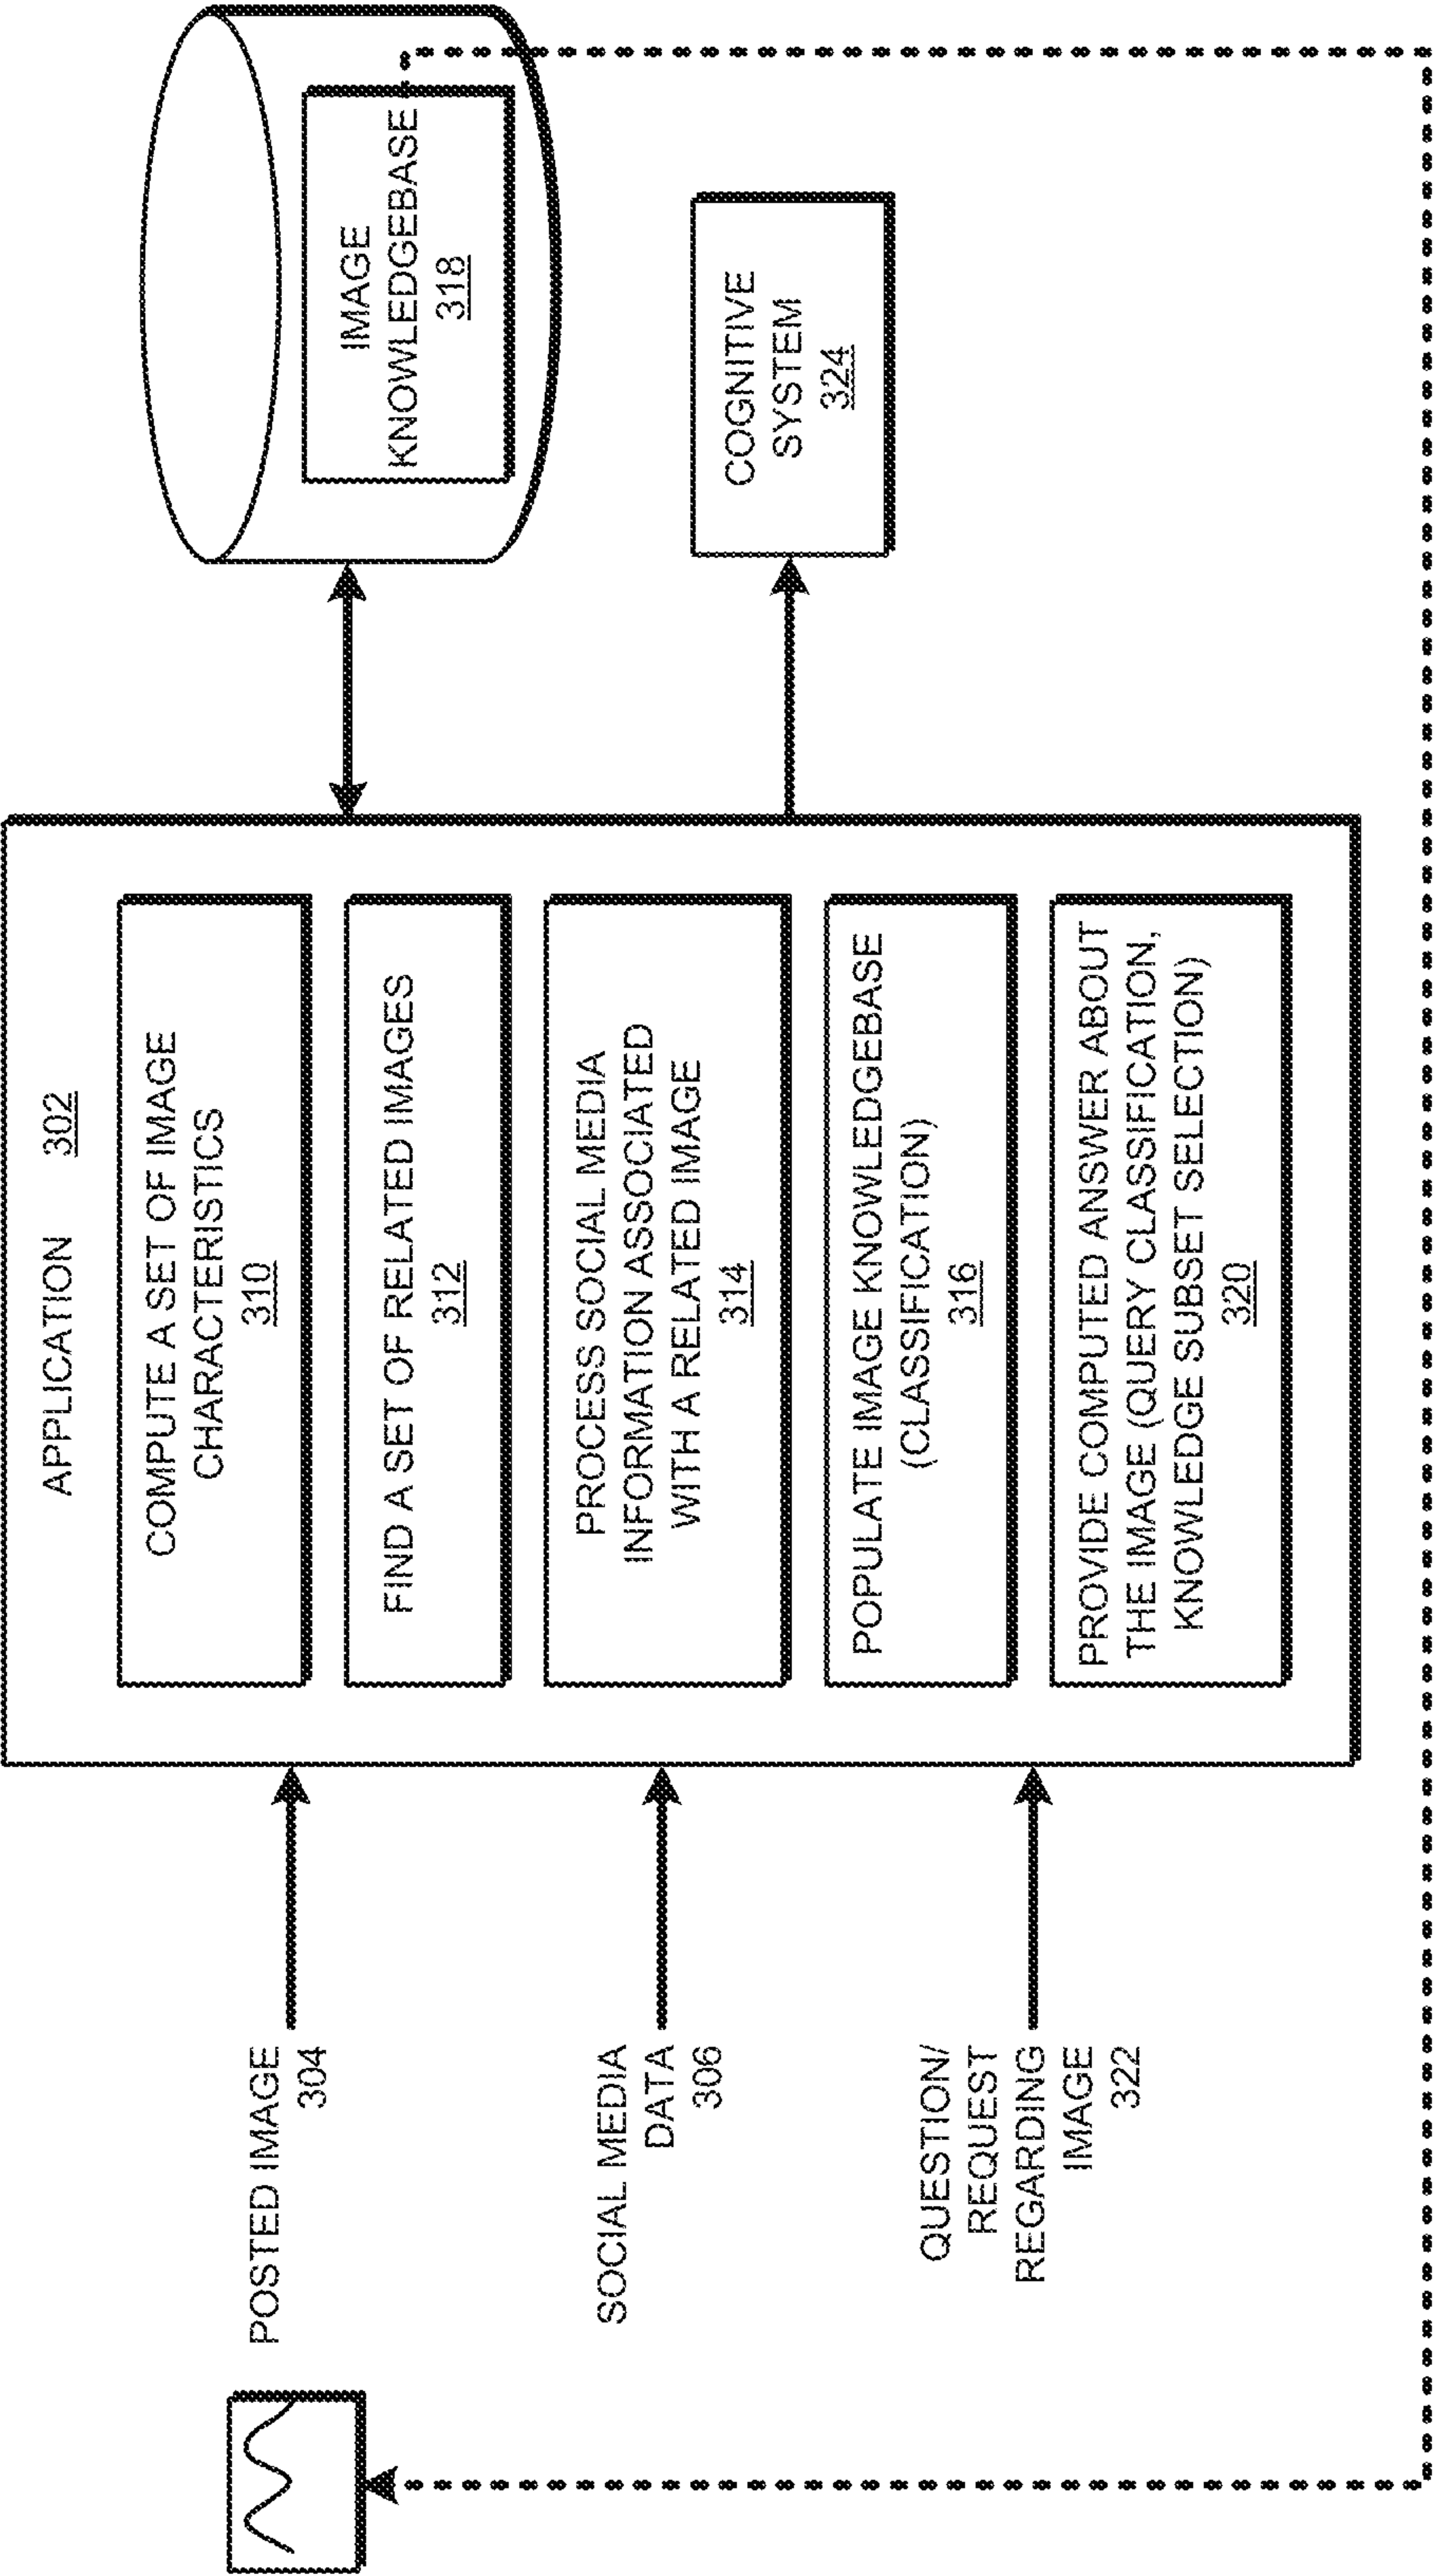 POSTED IMAGE
304
SOCIAL MEDIA
DATA
306
QUESTION/
REQUEST
REGARDING
IMAGE
322
APPLICATION 302
COMPUTE A SET OF IMAGE
CHARACTERISTICS
310
FIND A SET OF RELATED IMAGES
312
PROCESS SOCIAL MEDIA
INFORMATION ASSOCIATED
WITH A RELATED IMAGE
314
POPULATE IMAGE KNOWLEDGEBASE
(CLASSIFICATION)
316
PROVIDE COMPUTED ANSWER ABOUT
THE IMAGE (QUERY CLASSIFICATION,
KNOWLEDGE SUBSET SELECTION)
320
IMAGE
KNOWLEDGEBASE
318
COGNITIVE
SYSTEM
324